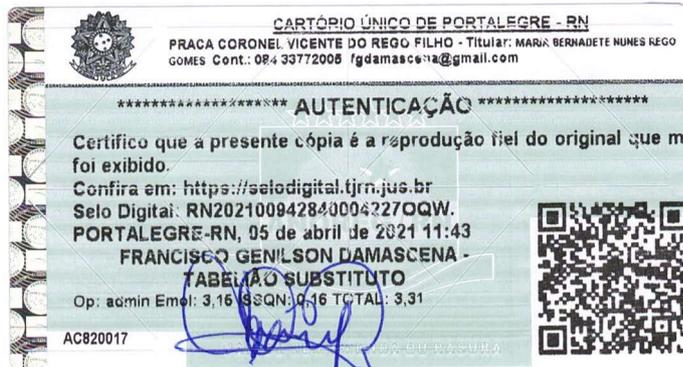 CARTÓRIO ÚNICO DE PORTALEGRE - RN
PRACA CORONEL VICENTE DO REGO FILHO - Titular: MARIA BERNADETE NUNES REGO
GOMES Cont.: 084 33772005 fgdamascena@gmail.com
******************** AUTENTICAÇÃO ********************
Certifico que a presente cópia é a reprodução fiel do original que m
foi exibido.
Confira em: https://selodigital.tjrn.jus.br
Selo Digital: RN202100942840004227OQW.
PORTALEGRE-RN, 05 de abril de 2021 11:43
FRANCISCO GENILSON DAMASCENA -
TABELIÃO SUBSTITUTO
Op: admin Emol: 3,15 ISSQN: 0,16 TOTAL: 3,31
AC820017